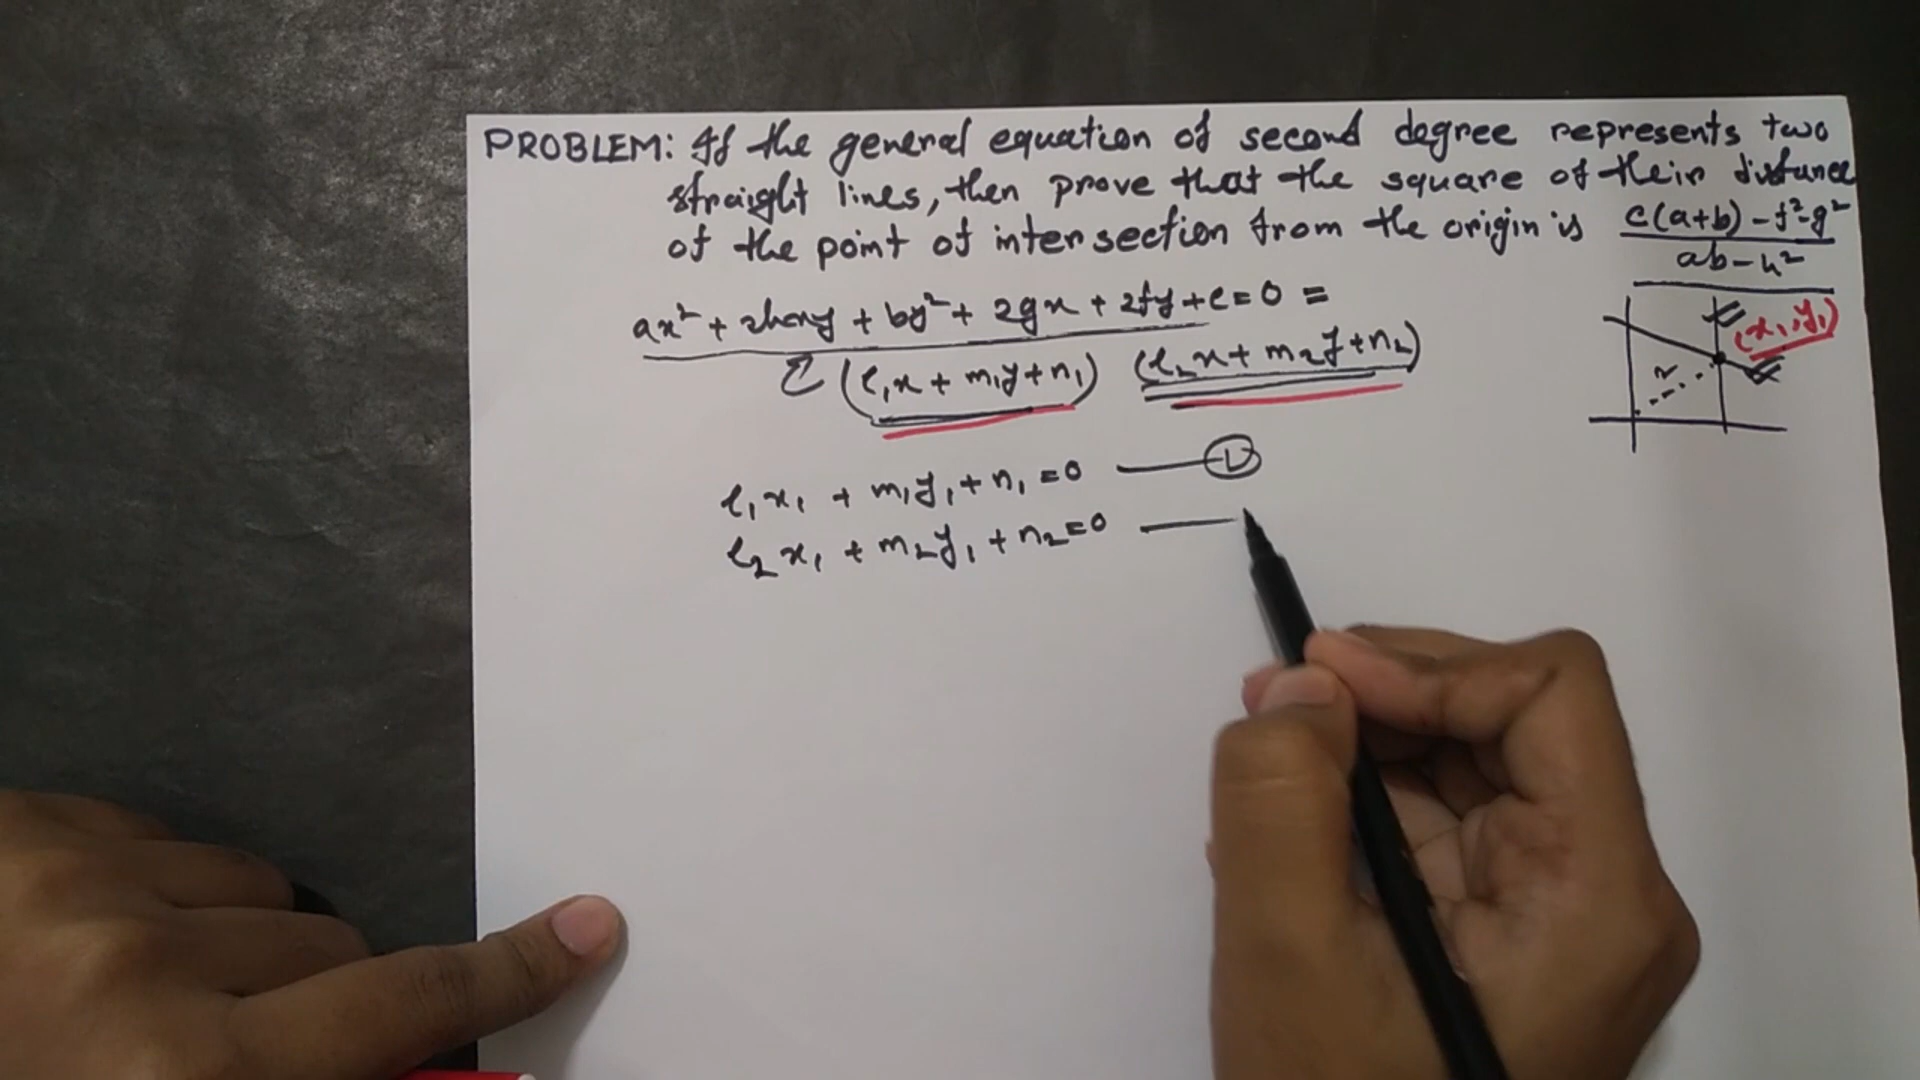 PROBLEM: If the general equation of second degree represents two
straight lines, then prove that the square of their distance
of the point of intersection from the origin is c(a+b) - f² - g² / ab - h²
ax² + 2hxy + by² + 2gx + 2fy + c = 0 =
(l₁x + m₁y + n₁) (l₂x + m₂y + n₂)
(x₁, y₁)
r
l₁x₁ + m₁y₁ + n₁ = 0 — ①
l₂x₁ + m₂y₁ + n₂ = 0 —